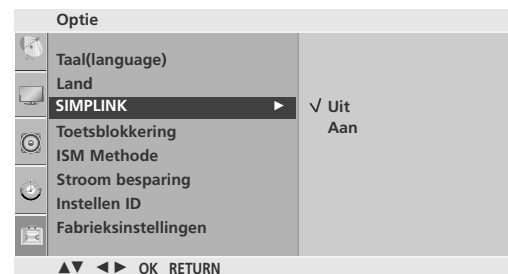 Optie
Taal(language)
Land
SIMPLINK ► √ Uit
Aan
Toetsblokkering
ISM Methode
Stroom besparing
Instellen ID
Fabrieksinstellingen
▲▼ ◄► OK RETURN